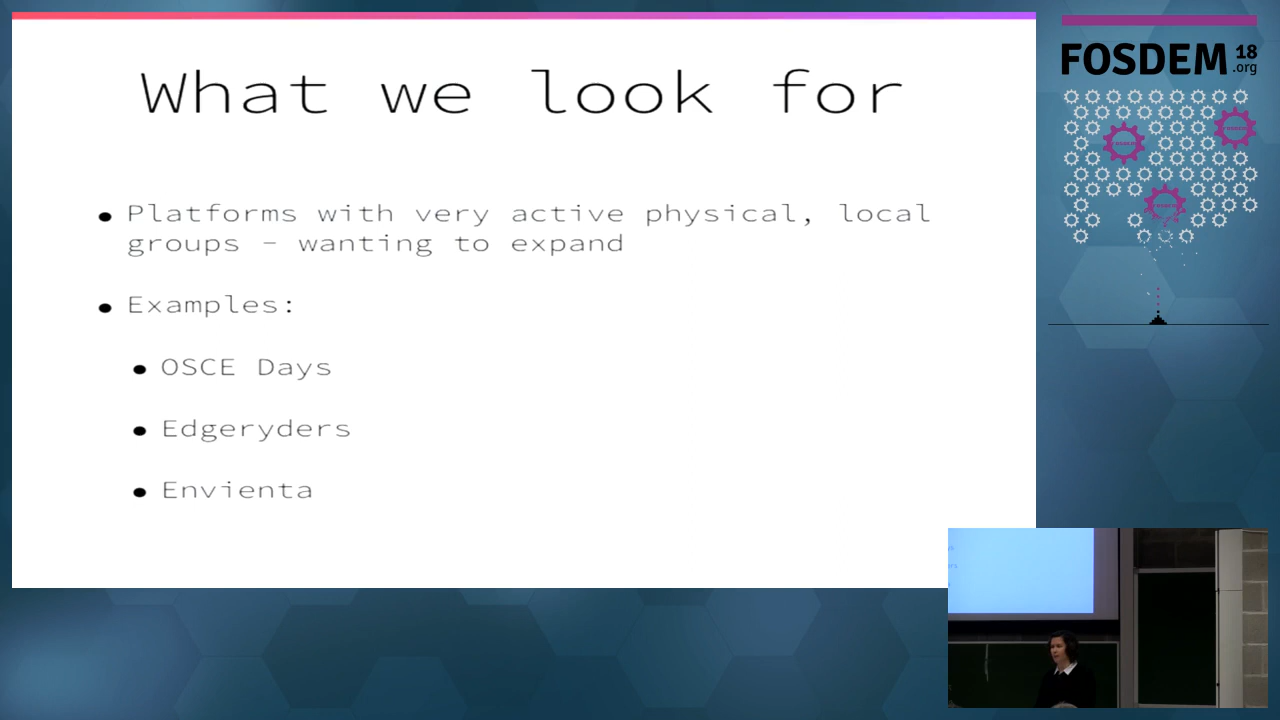 What we look for
Platforms with very active physical, local
groups – wanting to expand
Examples:
OSCE Days
Edgeryders
Envienta
FOSDEM 18
.org